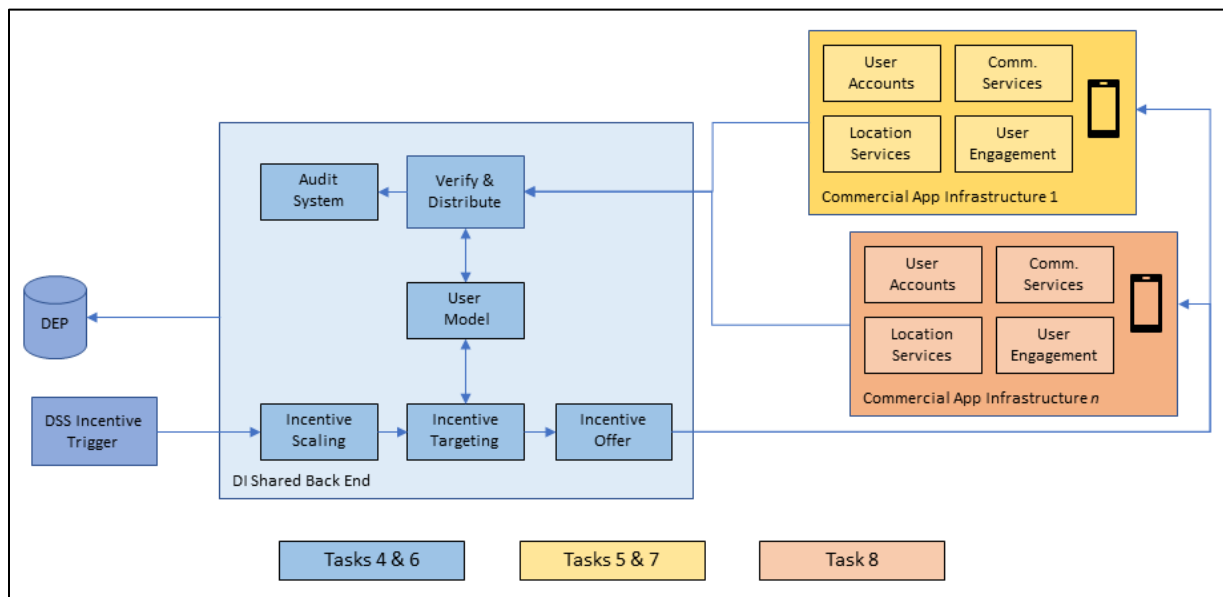 User
Accounts
Comm.
Services
Location
Services
User
Engagement
Commercial App Infrastructure 1
Audit
System
Verify &
Distribute
User
Model
DEP
User
Accounts
Comm.
Services
Location
Services
User
Engagement
Commercial App Infrastructure n
DSS Incentive
Trigger
Incentive
Scaling
Incentive
Targeting
Incentive
Offer
DI Shared Back End
Tasks 4 & 6
Tasks 5 & 7
Task 8